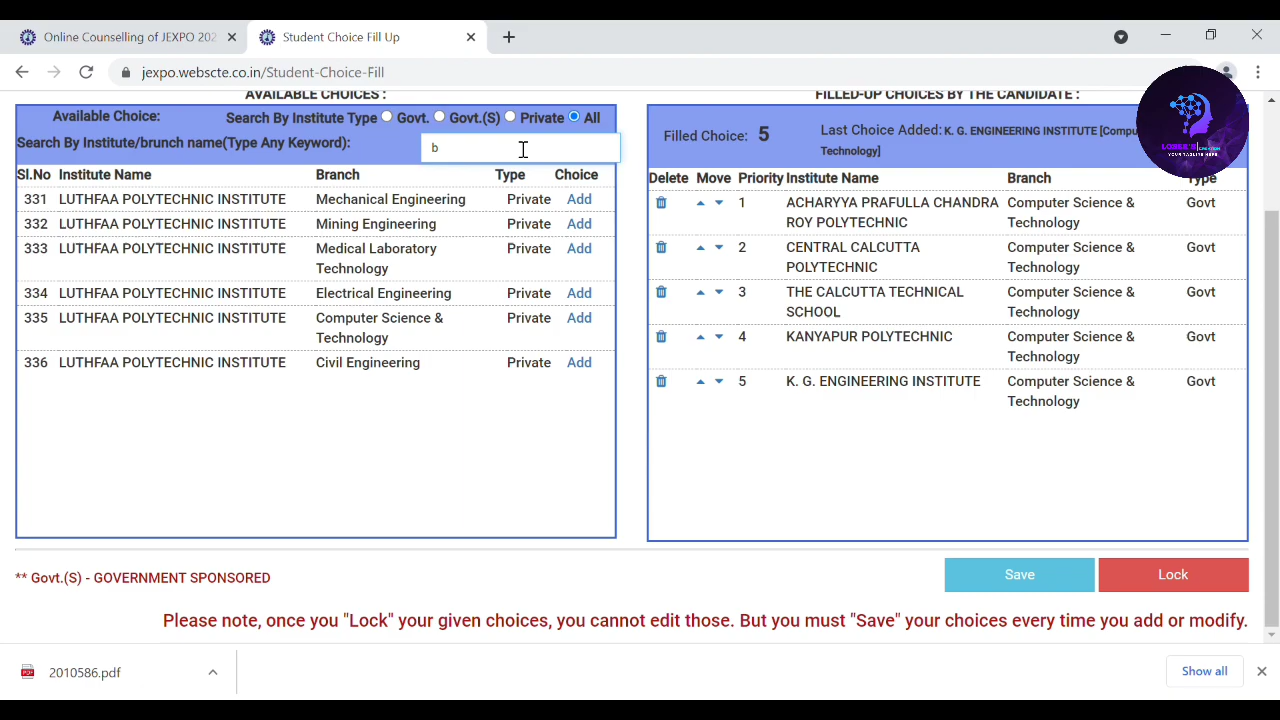 Online Counselling of JEXPO 202
Student Choice Fill Up
jexpo.webscte.co.in/Student-Choice-Fill
AVAILABLE CHOICES :
Available Choice: Search By Institute Type Govt. Govt.(S) Private All
Search By Institute/brunch name(Type Any Keyword): b
Sl.No Institute Name Branch Type Choice
331 LUTHFAA POLYTECHNIC INSTITUTE Mechanical Engineering Private Add
332 LUTHFAA POLYTECHNIC INSTITUTE Mining Engineering Private Add
333 LUTHFAA POLYTECHNIC INSTITUTE Medical Laboratory Private Add
Technology
334 LUTHFAA POLYTECHNIC INSTITUTE Electrical Engineering Private Add
335 LUTHFAA POLYTECHNIC INSTITUTE Computer Science & Private Add
Technology
336 LUTHFAA POLYTECHNIC INSTITUTE Civil Engineering Private Add
FILLED-UP CHOICES BY THE CANDIDATE :
Filled Choice: 5 Last Choice Added: K. G. ENGINEERING INSTITUTE [Compu
Technology]
Delete Move Priority Institute Name Branch Type
1 ACHARYYA PRAFULLA CHANDRA Computer Science & Govt
ROY POLYTECHNIC Technology
2 CENTRAL CALCUTTA Computer Science & Govt
POLYTECHNIC Technology
3 THE CALCUTTA TECHNICAL Computer Science & Govt
SCHOOL Technology
4 KANYAPUR POLYTECHNIC Computer Science & Govt
Technology
5 K. G. ENGINEERING INSTITUTE Computer Science & Govt
Technology
** Govt.(S) - GOVERNMENT SPONSORED
Save Lock
Please note, once you "Lock" your given choices, you cannot edit those. But you must "Save" your choices every time you add or modify.
2010586.pdf
Show all
YOUR TAGLINE HERE